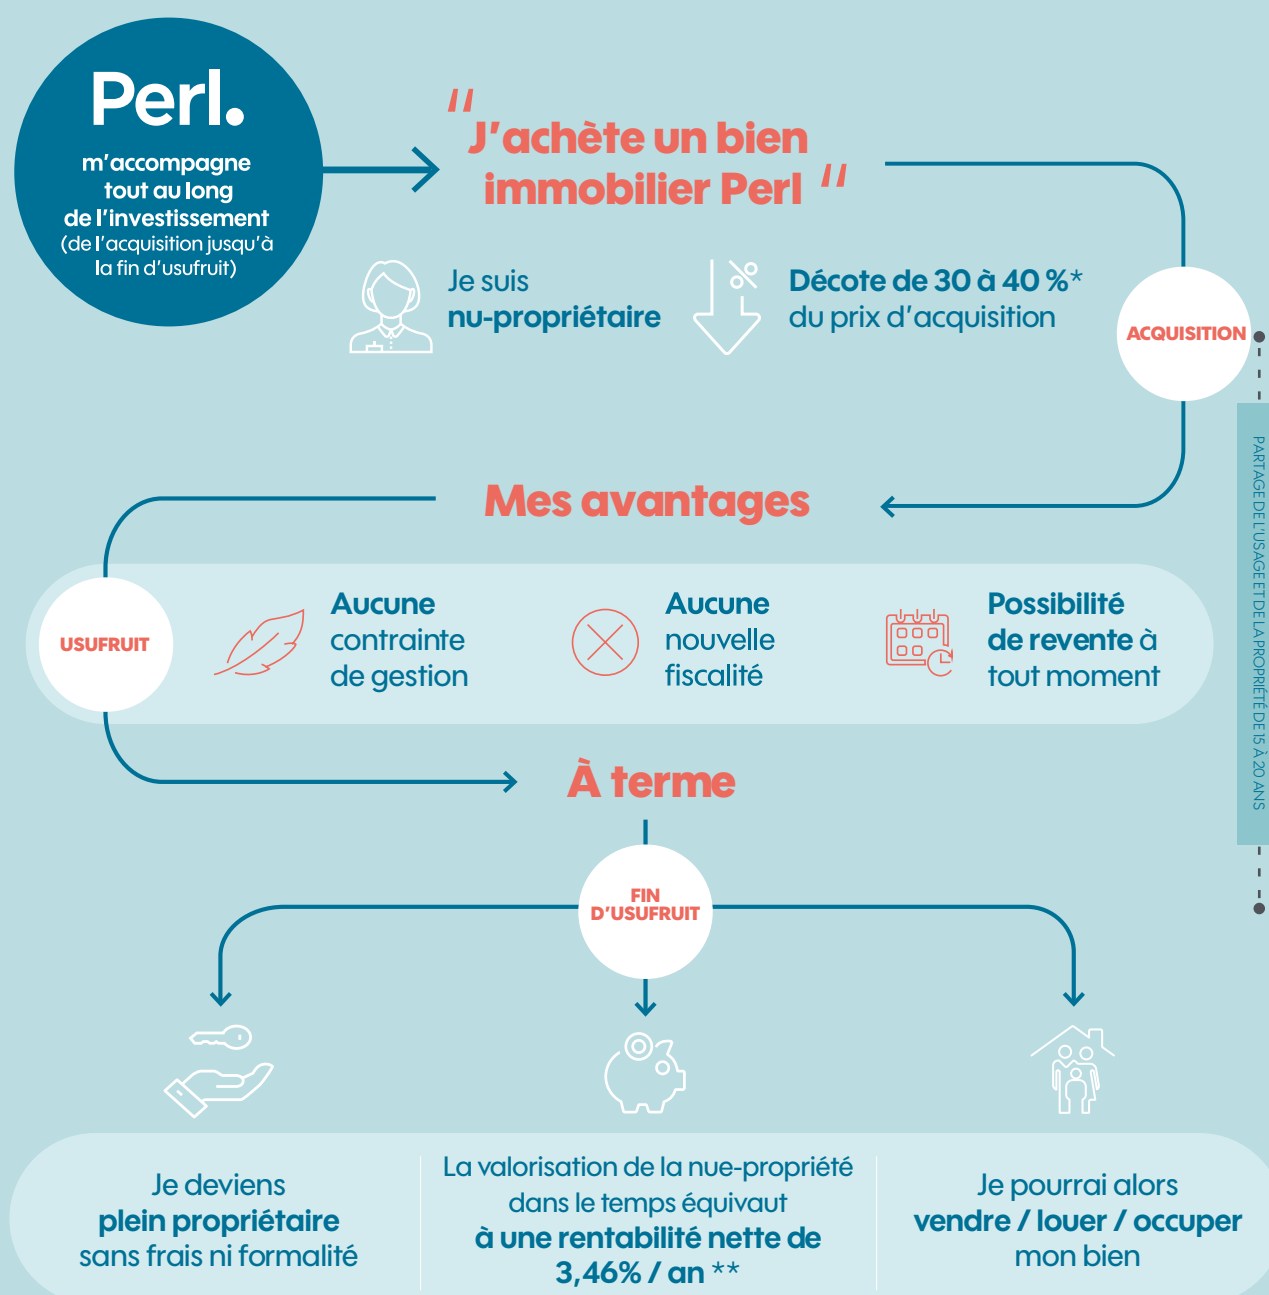 Perl.
m'accompagne
tout au long
de l'investissement
(de l'acquisition jusqu'à
la fin d'usufruit)
"J'achète un bien
immobilier Perl"
Je suis
nu-propriétaire
Décote de 30 à 40 %*
du prix d'acquisition
ACQUISITION
PARTAGE DE L'USAGE ET DE LA PROPRIÉTÉ DE 15 À 20 ANS
Mes avantages
USUFRUIT
Aucune
contrainte
de gestion
Aucune
nouvelle
fiscalité
Possibilité
de revente à
tout moment
À terme
FIN
D'USUFRUIT
Je deviens
plein propriétaire
sans frais ni formalité
La valorisation de la nue-propriété
dans le temps équivaut
à une rentabilité nette de
3,46% / an **
Je pourrai alors
vendre / louer / occuper
mon bien